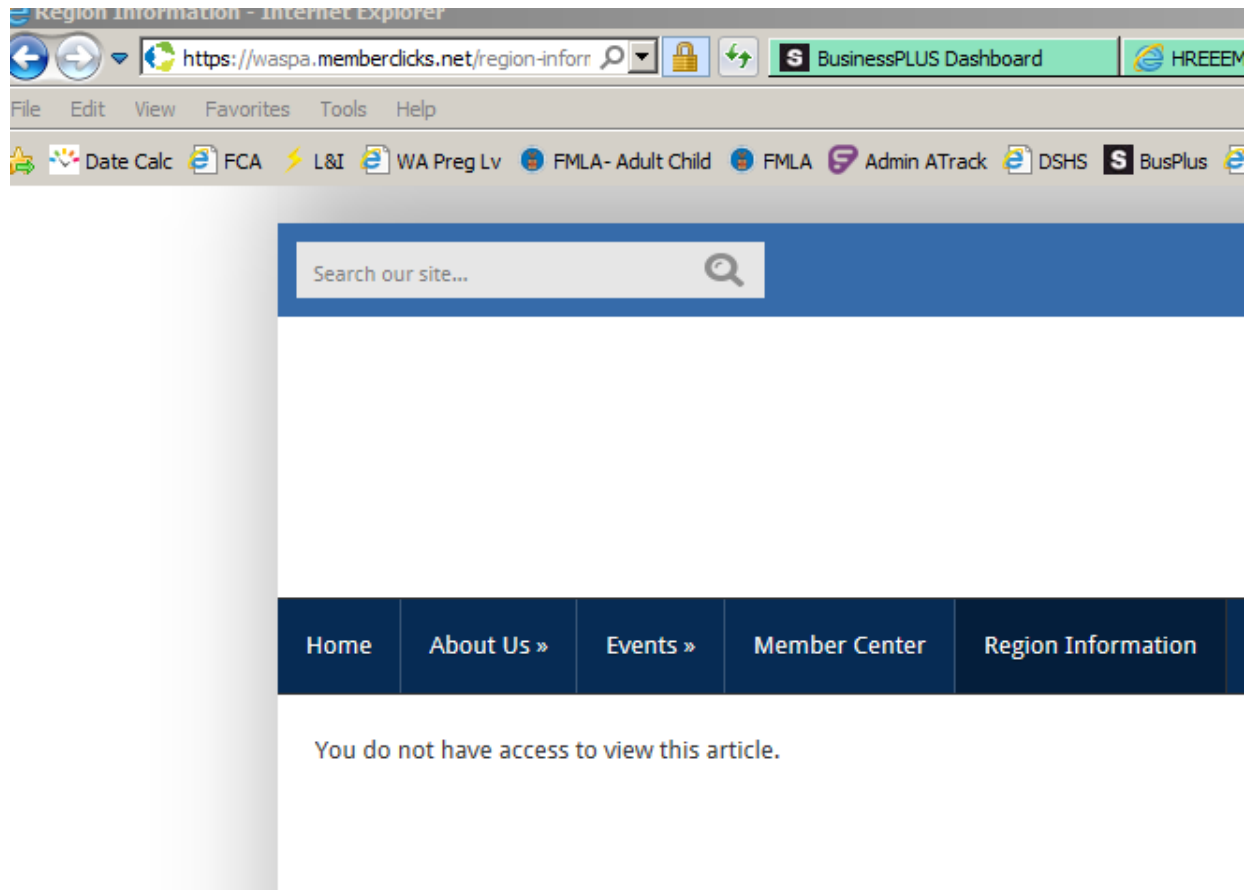 Region Information - Internet Explorer
https://waspa.memberclicks.net/region-inforr
BusinessPLUS Dashboard
HREEEM
File Edit View Favorites Tools Help
Date Calc FCA L&I WA Preg Lv FMLA- Adult Child FMLA Admin ATrack DSHS S BusPlus
Search our site...
Home About Us » Events » Member Center Region Information
You do not have access to view this article.